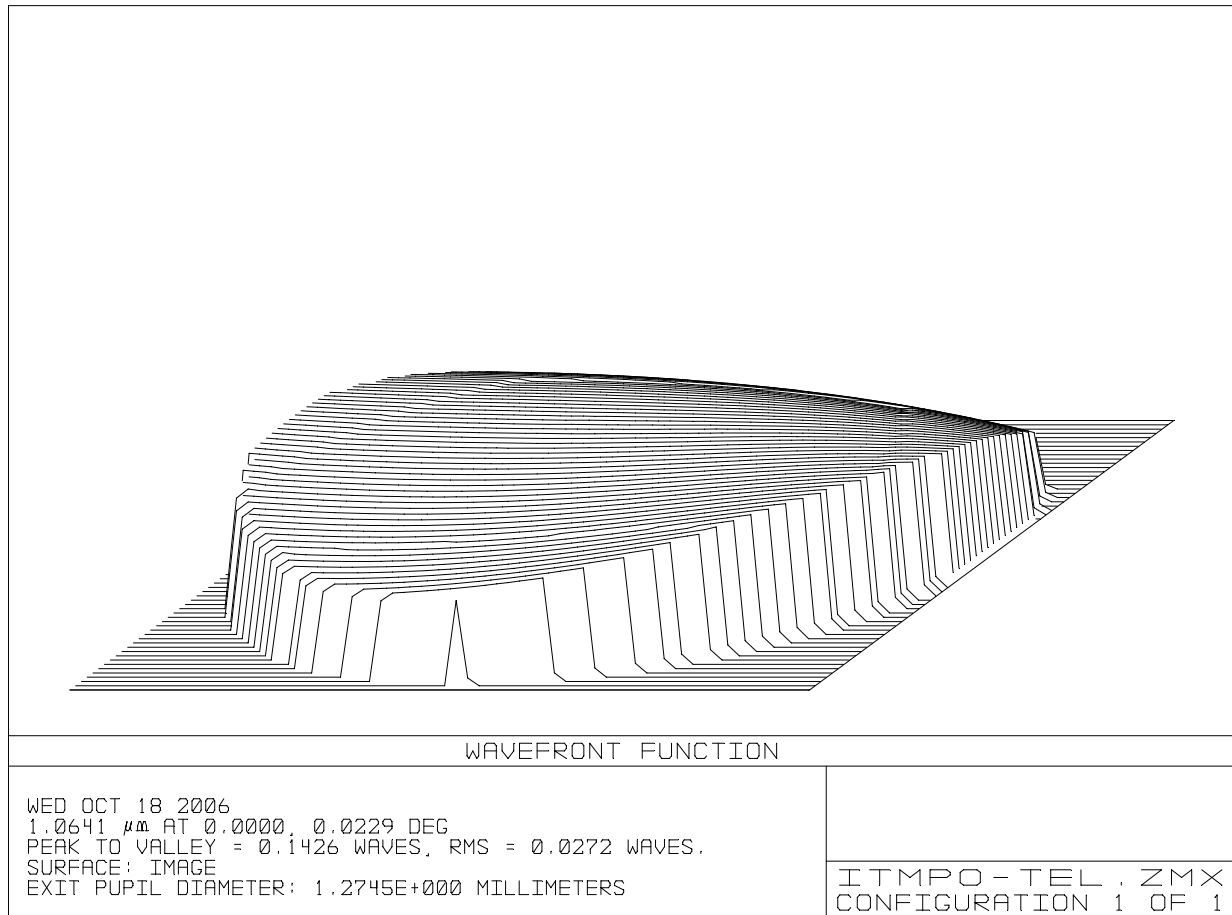 WAVEFRONT FUNCTION
WED OCT 18 2006
1.0641 µm AT 0.0000, 0.0229 DEG
PEAK TO VALLEY = 0.1426 WAVES, RMS = 0.0272 WAVES.
SURFACE: IMAGE
EXIT PUPIL DIAMETER: 1.2745E+000 MILLIMETERS
ITMPO-TEL.ZMX
CONFIGURATION 1 OF 1